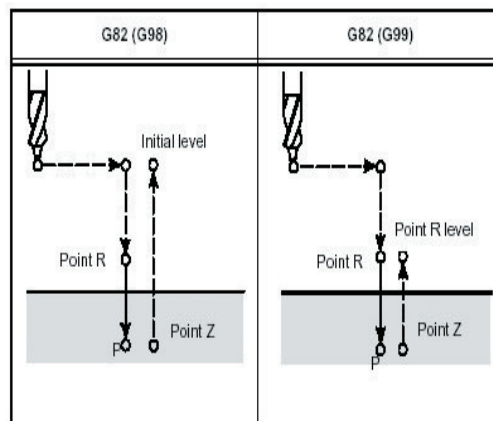 G82 (G98)
G82 (G99)
Initial level
Point R
Point Z
P
Point R level
Point R
Point Z
P